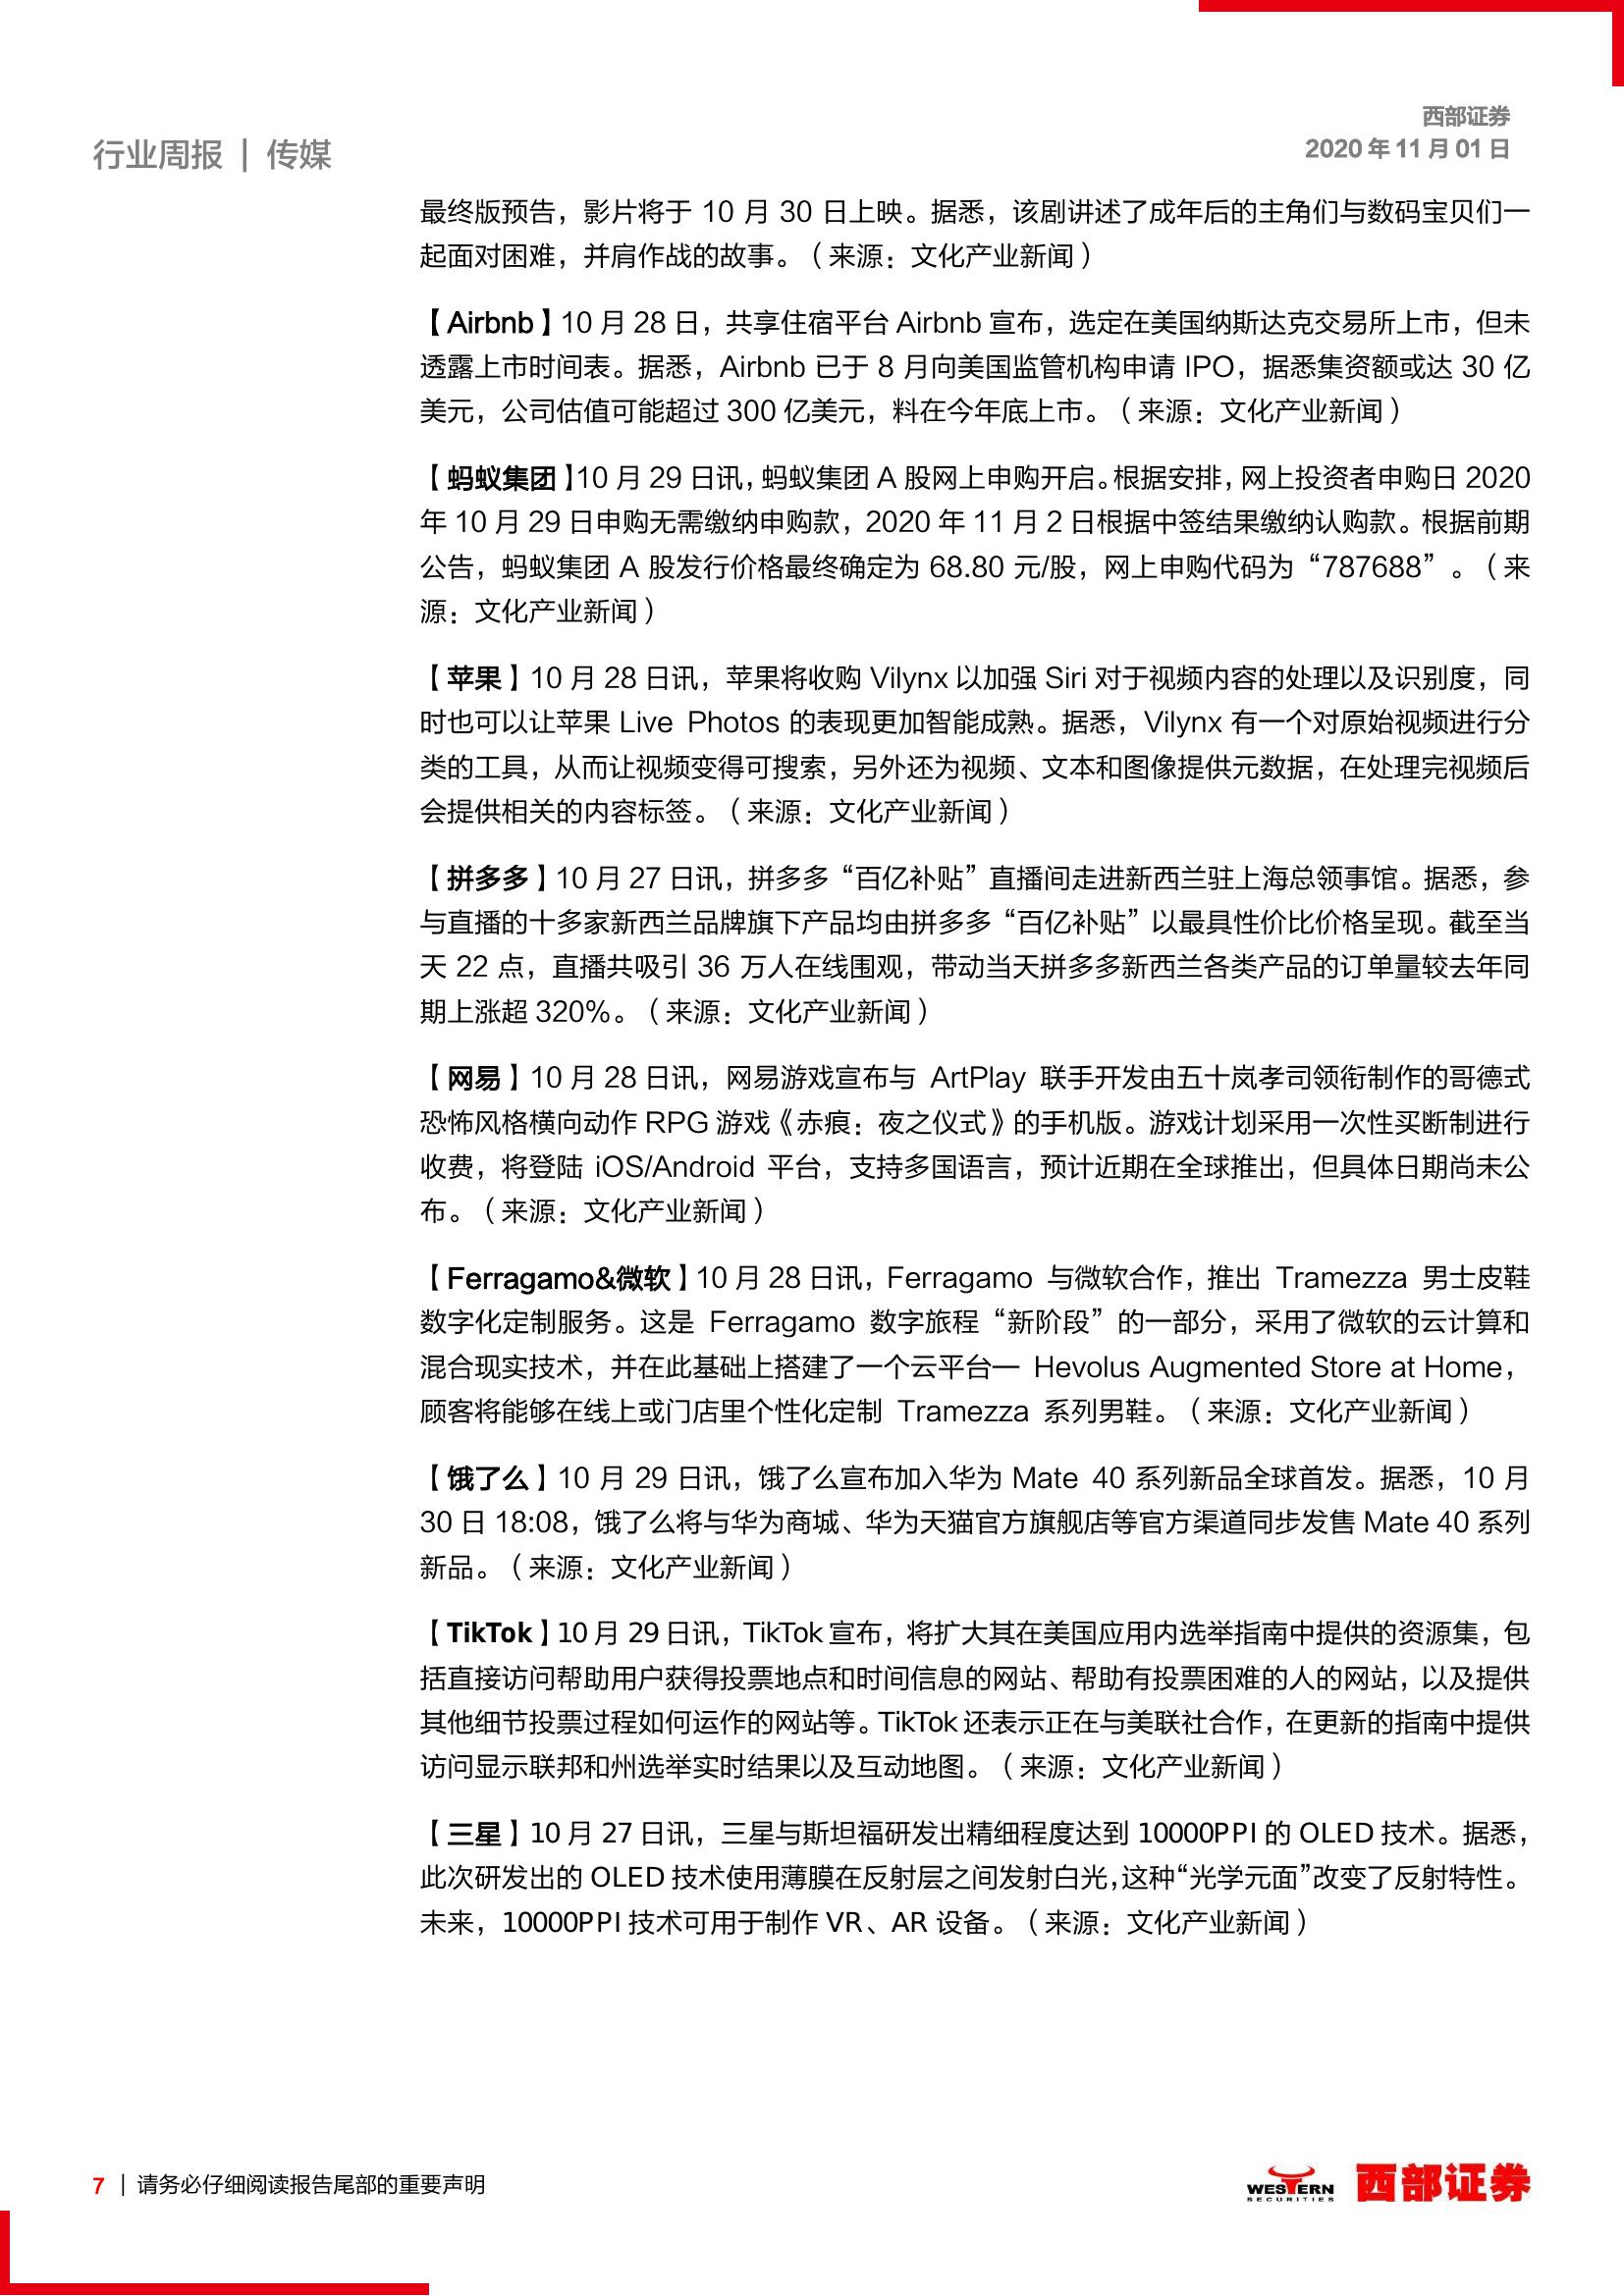 西部证券
2020 年 11 月 01 日
行业周报 | 传媒
最终版预告，影片将于 10 月 30 日上映。据悉，该剧讲述了成年后的主角们与数码宝贝们一
起面对困难，并肩作战的故事。（来源：文化产业新闻）
【Airbnb】10 月 28 日，共享住宿平台 Airbnb 宣布，选定在美国纳斯达克交易所上市，但未
透露上市时间表。据悉，Airbnb 已于 8 月向美国监管机构申请 IPO，据悉集资额或达 30 亿
美元，公司估值可能超过 300 亿美元，料在今年底上市。（来源：文化产业新闻）
【蚂蚁集团】10 月 29 日讯，蚂蚁集团 A 股网上申购开启。根据安排，网上投资者申购日 2020
年 10 月 29 日申购无需缴纳申购款，2020 年 11 月 2 日根据中签结果缴纳认购款。根据前期
公告，蚂蚁集团 A 股发行价格最终确定为 68.80 元/股，网上申购代码为“787688”。（来
源：文化产业新闻）
【苹果】10 月 28 日讯，苹果将收购 Vilynx 以加强 Siri 对于视频内容的处理以及识别度，同
时也可以让苹果 Live Photos 的表现更加智能成熟。据悉，Vilynx 有一个对原始视频进行分
类的工具，从而让视频变得可搜索，另外还为视频、文本和图像提供元数据，在处理完视频后
会提供相关的内容标签。（来源：文化产业新闻）
【拼多多】10 月 27 日讯，拼多多“百亿补贴”直播间走进新西兰驻上海总领事馆。据悉，参
与直播的十多家新西兰品牌旗下产品均由拼多多“百亿补贴”以最具性价比价格呈现。截至当
天 22 点，直播共吸引 36 万人在线围观，带动当天拼多多新西兰各类产品的订单量较去年同
期上涨超 320%。（来源：文化产业新闻）
【网易】10 月 28 日讯，网易游戏宣布与 ArtPlay 联手开发由五十岚孝司领衔制作的哥德式
恐怖风格横向动作 RPG 游戏《赤痕：夜之仪式》的手机版。游戏计划采用一次性买断制进行
收费，将登陆 iOS/Android 平台，支持多国语言，预计近期在全球推出，但具体日期尚未公
布。（来源：文化产业新闻）
【Ferragamo&微软】10 月 28 日讯，Ferragamo 与微软合作，推出 Tramezza 男士皮鞋
数字化定制服务。这是 Ferragamo 数字旅程“新阶段”的一部分，采用了微软的云计算和
混合现实技术，并在此基础上搭建了一个云平台— Hevolus Augmented Store at Home，
顾客将能够在线上或门店里个性化定制 Tramezza 系列男鞋。（来源：文化产业新闻）
【饿了么】10 月 29 日讯，饿了么宣布加入华为 Mate 40 系列新品全球首发。据悉，10 月
30 日 18:08，饿了么将与华为商城、华为天猫官方旗舰店等官方渠道同步发售 Mate 40 系列
新品。（来源：文化产业新闻）
【TikTok】10 月 29 日讯，TikTok 宣布，将扩大其在美国应用内选举指南中提供的资源集，包
括直接访问帮助用户获得投票地点和时间信息的网站、帮助有投票困难的人的网站，以及提供
其他细节投票过程如何运作的网站等。TikTok 还表示正在与美联社合作，在更新的指南中提供
访问显示联邦和州选举实时结果以及互动地图。（来源：文化产业新闻）
【三星】10 月 27 日讯，三星与斯坦福研发出精细程度达到 10000PPI 的 OLED 技术。据悉，
此次研发出的 OLED 技术使用薄膜在反射层之间发射白光，这种“光学元面”改变了反射特性。
未来，10000PPI 技术可用于制作 VR、AR 设备。（来源：文化产业新闻）
7 | 请务必仔细阅读报告尾部的重要声明
WESTERN
SECURITIES
西部证券